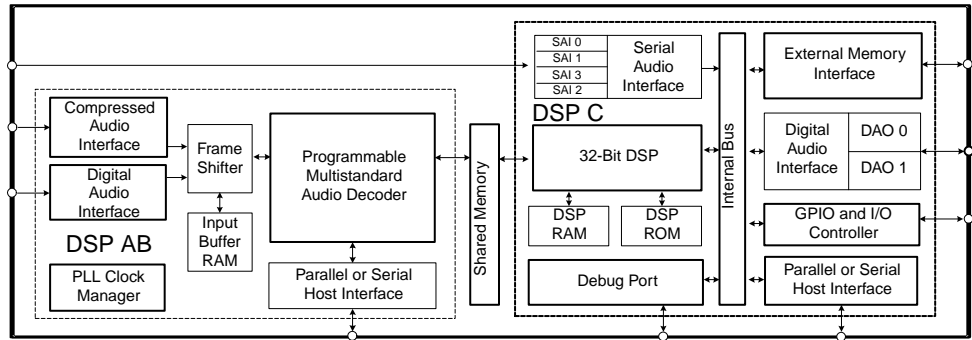 Compressed
Audio
Interface
Digital
Audio
Interface
DSP AB
PLL Clock
Manager
Frame
Shifter
Input
Buffer
RAM
Programmable
Multistandard
Audio Decoder
Parallel or Serial
Host Interface
Shared Memory
SAI 0
SAI 1
SAI 3
SAI 2
Serial
Audio
Interface
DSP C
32-Bit DSP
DSP
RAM
DSP
ROM
Debug Port
Internal Bus
External Memory
Interface
Digital
Audio
Interface
DAO 0
DAO 1
GPIO and I/O
Controller
Parallel or Serial
Host Interface